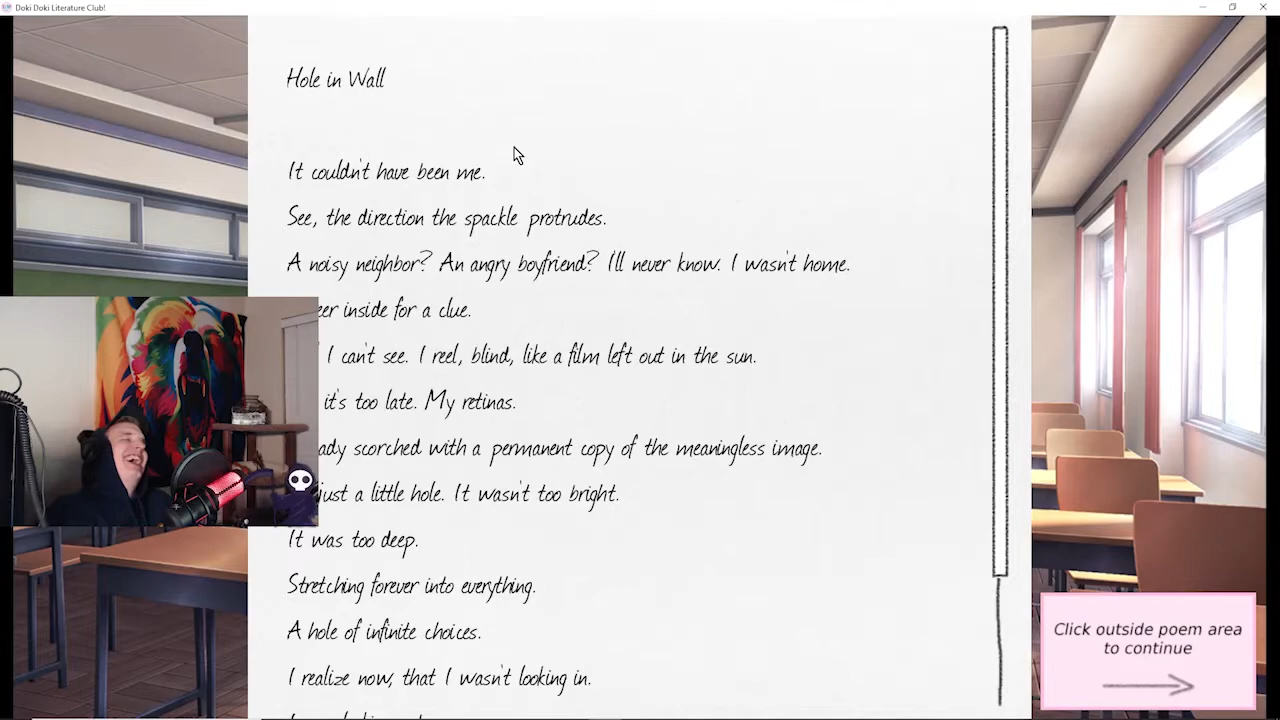 Doki Doki Literature Club!
Hole in Wall
It couldn't have been me.
See, the direction the spackle protrudes.
A noisy neighbor? An angry boyfriend? I'll never know. I wasn't home.
er inside for a clue.
I can't see. I reel, blind, like a film left out in the sun.
it's too late. My retinas.
ady scorched with a permanent copy of the meaningless image.
just a little hole. It wasn't too bright.
It was too deep.
Stretching forever into everything.
A hole of infinite choices.
I realize now, that I wasn't looking in.
Click outside poem area
to continue